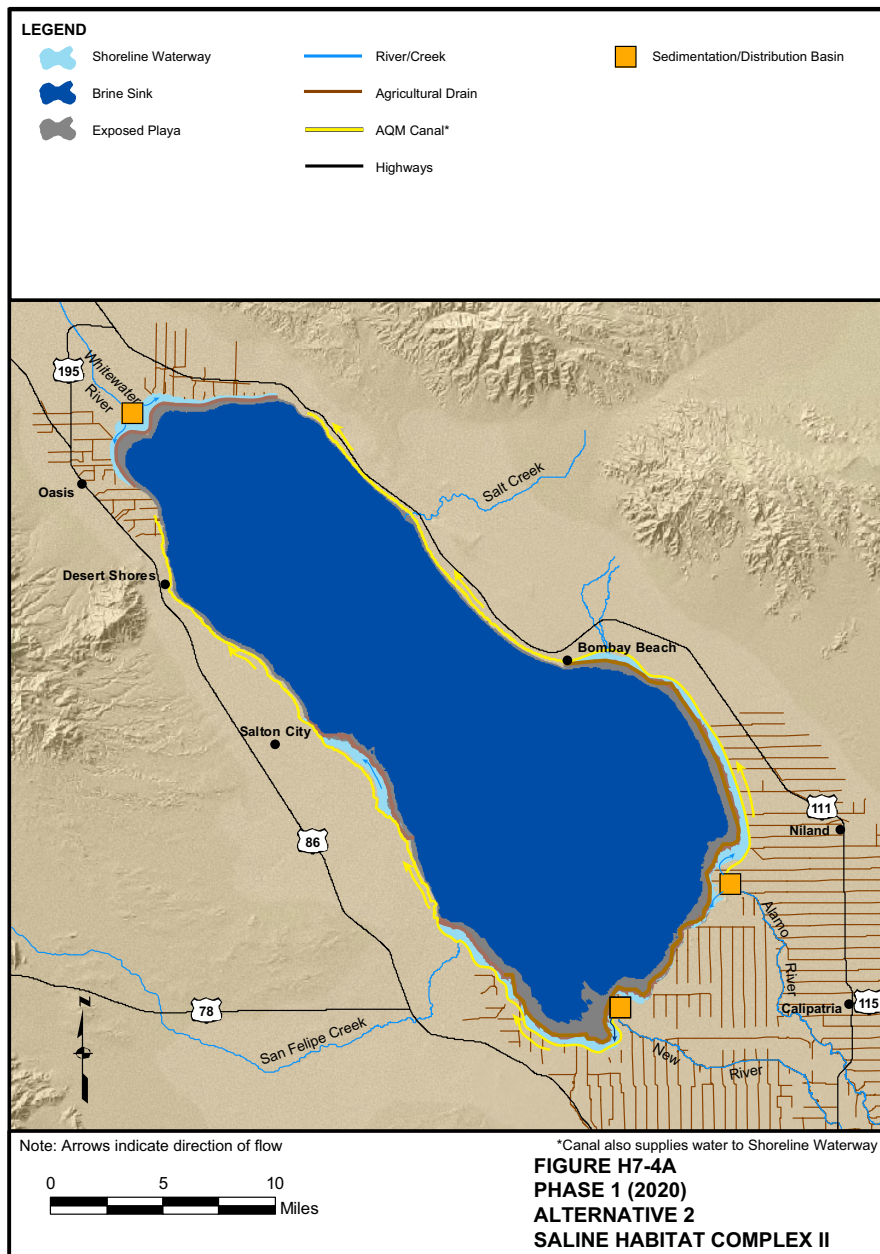 LEGEND
Shoreline Waterway
River/Creek
Sedimentation/Distribution Basin
Brine Sink
Agricultural Drain
Exposed Playa
AQM Canal*
Highways
195
Whitewater
River
Oasis
Salt Creek
Desert Shores
Bombay Beach
Salton City
111
Niland
86
Alamo
River
Calipatria
115
N
78
San Felipe Creek
New
River
Note: Arrows indicate direction of flow
*Canal also supplies water to Shoreline Waterway
0 5 10
Miles
FIGURE H7-4A
PHASE 1 (2020)
ALTERNATIVE 2
SALINE HABITAT COMPLEX II